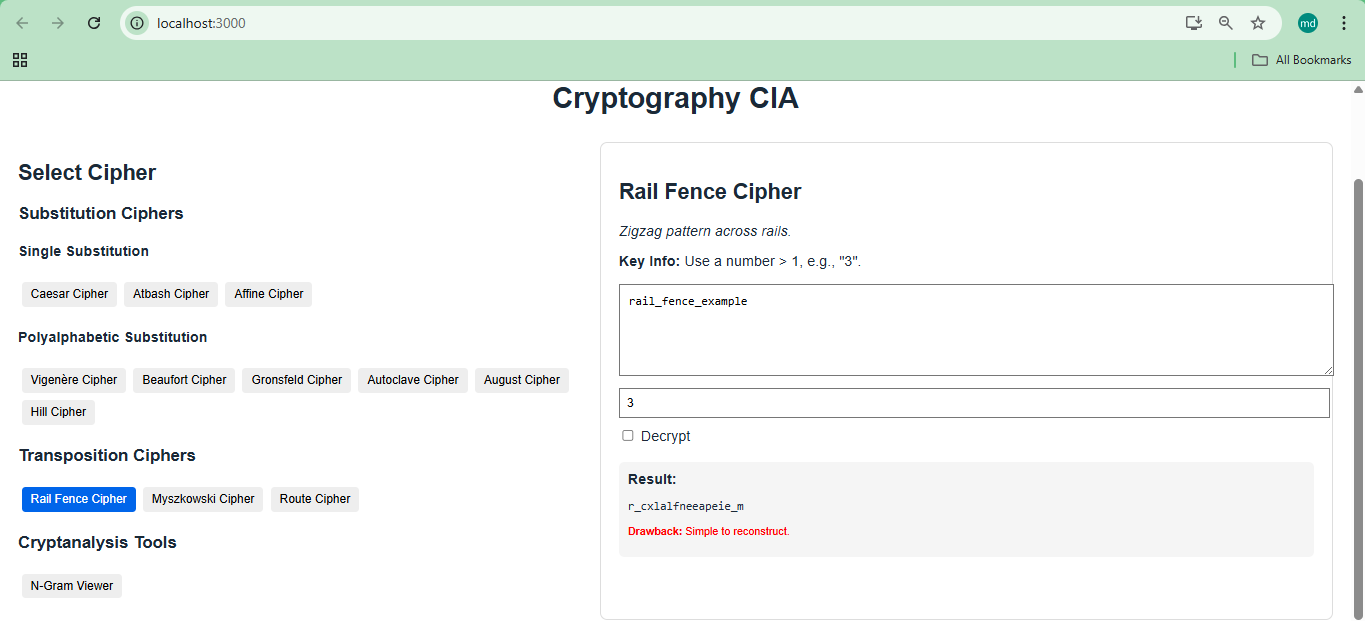 localhost:3000
md
All Bookmarks
Cryptography CIA
Select Cipher
Substitution Ciphers
Single Substitution
Caesar Cipher Atbash Cipher Affine Cipher
Polyalphabetic Substitution
Vigenère Cipher Beaufort Cipher Gronsfeld Cipher Autoclave Cipher August Cipher
Hill Cipher
Transposition Ciphers
Rail Fence Cipher Myszkowski Cipher Route Cipher
Cryptanalysis Tools
N-Gram Viewer
Rail Fence Cipher
Zigzag pattern across rails.
Key Info: Use a number > 1, e.g., "3".
rail_fence_example
3
Decrypt
Result:
r_cxlalfneeapeie_m
Drawback: Simple to reconstruct.